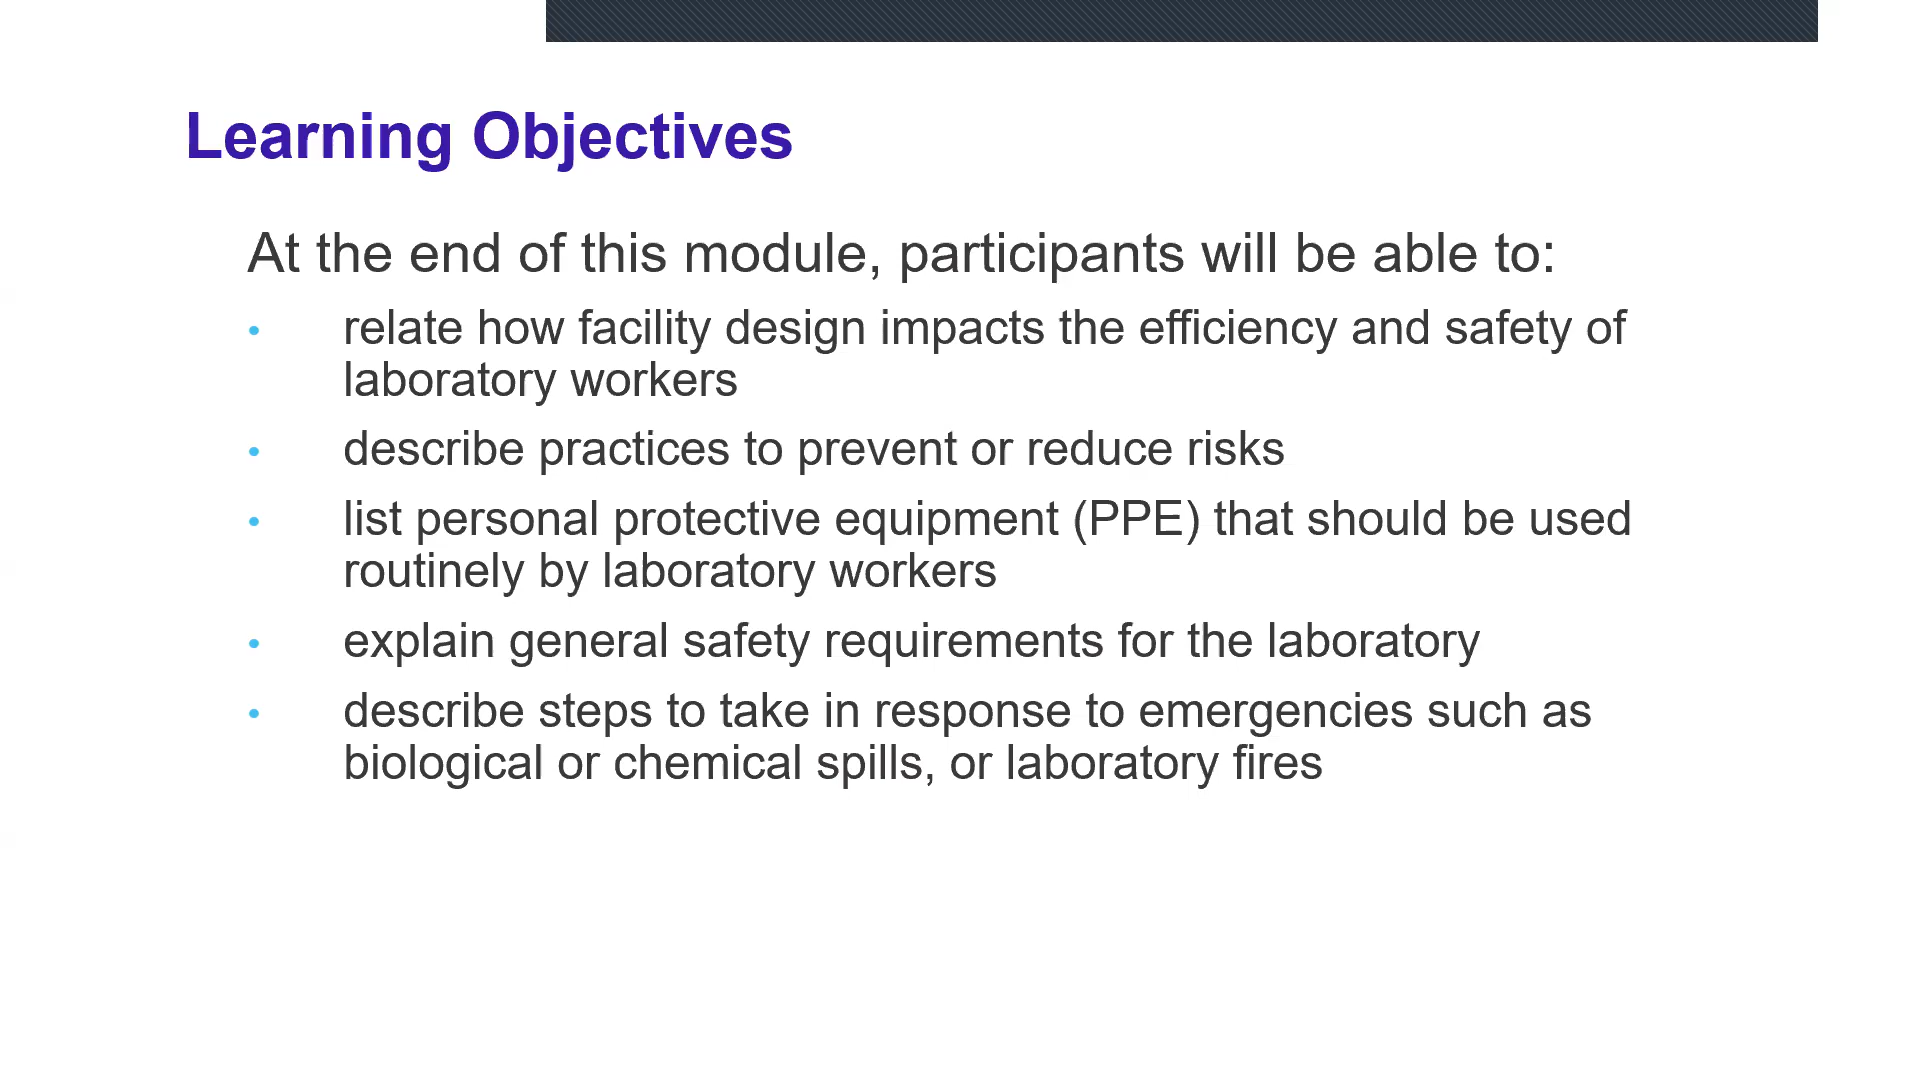 Learning Objectives
At the end of this module, participants will be able to:
• relate how facility design impacts the efficiency and safety of
laboratory workers
• describe practices to prevent or reduce risks
• list personal protective equipment (PPE) that should be used
routinely by laboratory workers
• explain general safety requirements for the laboratory
• describe steps to take in response to emergencies such as
biological or chemical spills, or laboratory fires